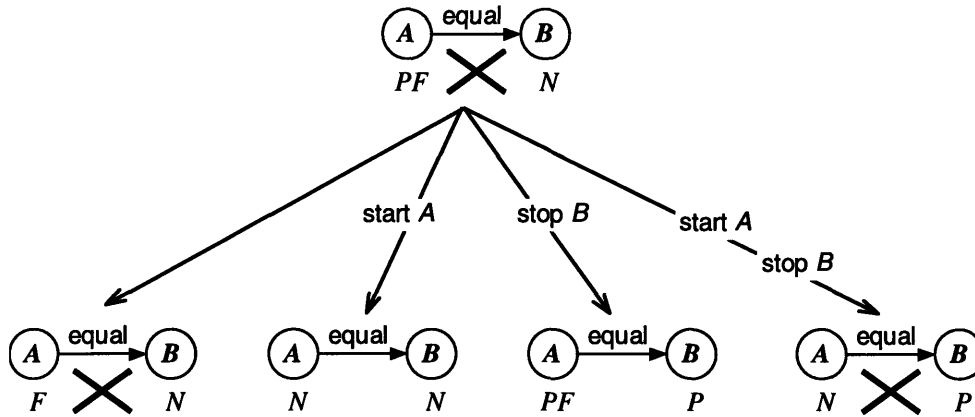 A equal B
PF N
start A
stop B
start A
stop B
A equal B
F N
A equal B
N N
A equal B
PF P
A equal B
N P